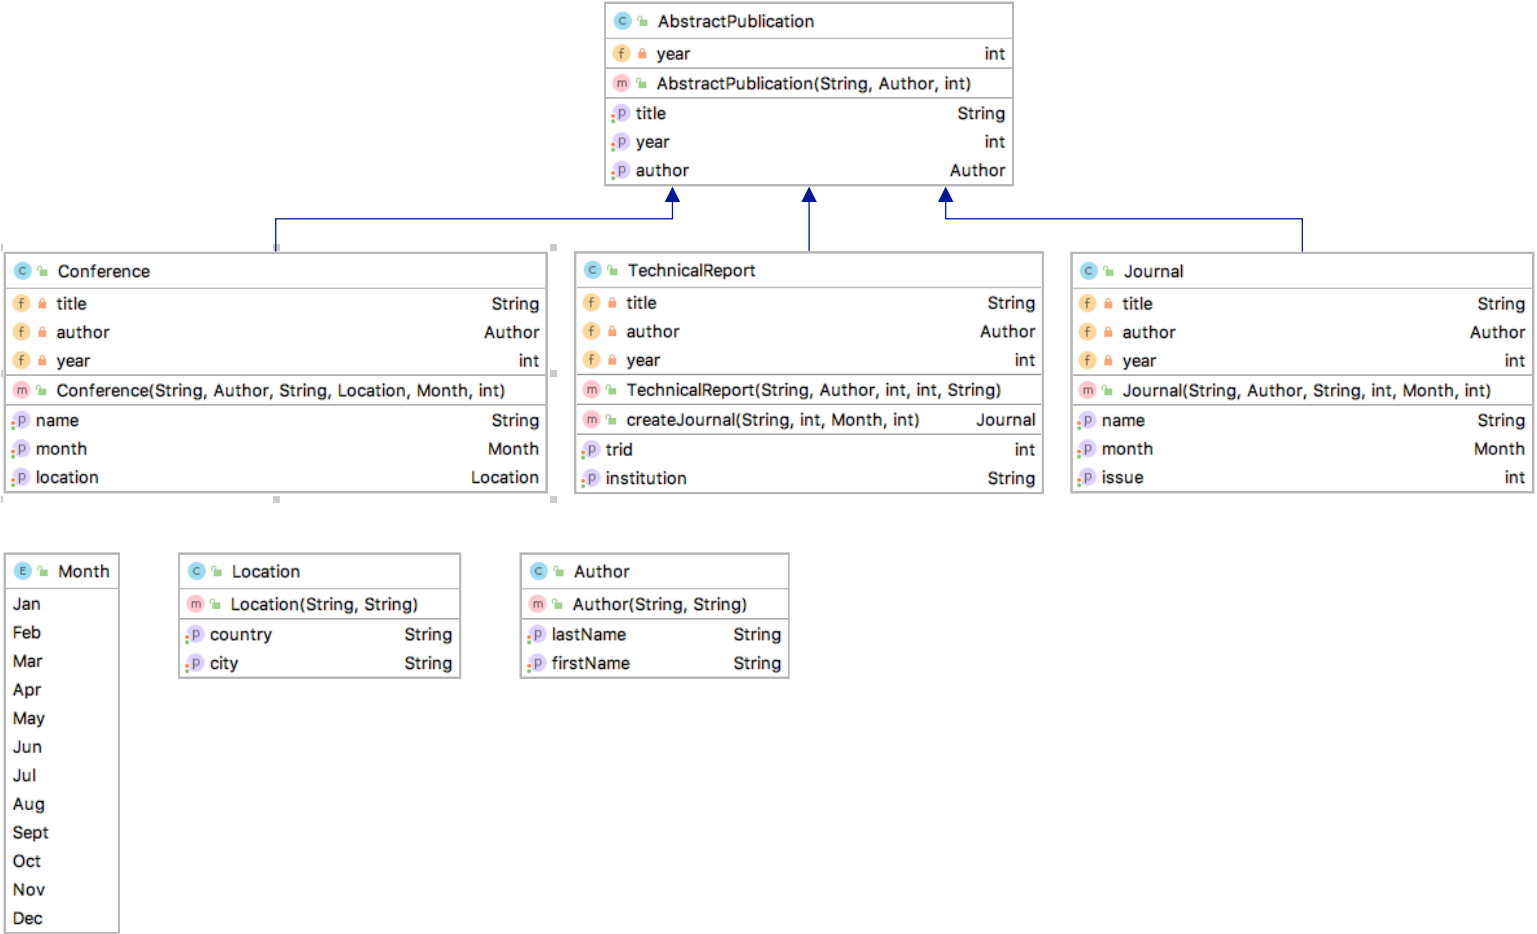 C AbstractPublication
f year int
m AbstractPublication(String, Author, int)
p title String
p year int
p author Author
C Conference
f title String
f author Author
f year int
m Conference(String, Author, String, Location, Month, int)
p name String
p month Month
p location Location
C TechnicalReport
f title String
f author Author
f year int
m TechnicalReport(String, Author, int, int, String)
m createJournal(String, int, Month, int) Journal
p trid int
p institution String
C Journal
f title String
f author Author
f year int
m Journal(String, Author, String, int, Month, int)
p name String
p month Month
p issue int
E Month
Jan
Feb
Mar
Apr
May
Jun
Jul
Aug
Sept
Oct
Nov
Dec
C Location
m Location(String, String)
p country String
p city String
C Author
m Author(String, String)
p lastName String
p firstName String